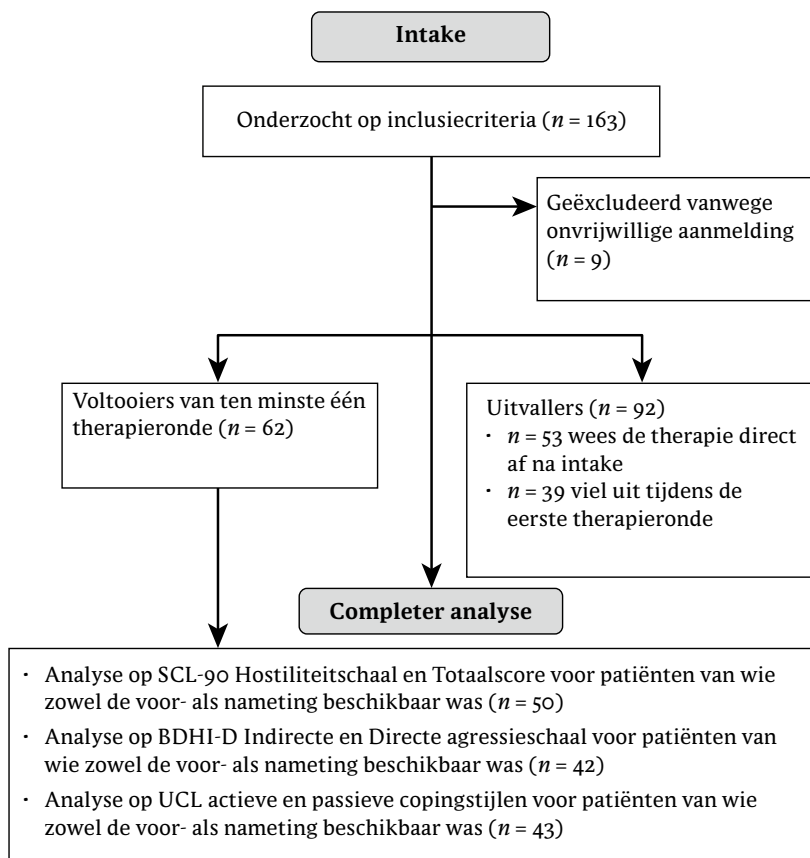 Intake
Onderzocht op inclusiecriteria (n = 163)
Geëxcludeerd vanwege
onvrijwillige aanmelding
(n = 9)
Voltooiers van ten minste één
therapieronde (n = 62)
Uitvallers (n = 92)
· n = 53 wees de therapie direct
af na intake
· n = 39 viel uit tijdens de
eerste therapieronde
Completer analyse
· Analyse op SCL-90 Hostiliteitschaal en Totaalscore voor patiënten van wie
zowel de voor- als nameting beschikbaar was (n = 50)
· Analyse op BDHI-D Indirecte en Directe agressieschaal voor patiënten van
wie zowel de voor- als nameting beschikbaar was (n = 42)
· Analyse op UCL actieve en passieve copingstijlen voor patiënten van wie
zowel de voor- als nameting beschikbaar was (n = 43)